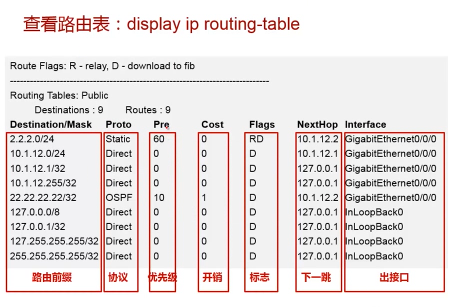 查看路由表：display ip routing-table
Route Flags: R - relay, D - download to fib
------------------------------------------------------------------------------
Routing Tables: Public
Destinations : 9 Routes : 9
Destination/Mask Proto Pre Cost Flags NextHop Interface
2.2.2.0/24 Static 60 0 RD 10.1.12.2 GigabitEthernet0/0/0
10.1.12.0/24 Direct 0 0 D 10.1.12.1 GigabitEthernet0/0/0
10.1.12.1/32 Direct 0 0 D 127.0.0.1 GigabitEthernet0/0/0
10.1.12.255/32 Direct 0 0 D 127.0.0.1 GigabitEthernet0/0/0
22.22.22.22/32 OSPF 10 1 D 10.1.12.2 GigabitEthernet0/0/0
127.0.0.0/8 Direct 0 0 D 127.0.0.1 InLoopBack0
127.0.0.1/32 Direct 0 0 D 127.0.0.1 InLoopBack0
127.255.255.255/32 Direct 0 0 D 127.0.0.1 InLoopBack0
255.255.255.255/32 Direct 0 0 D 127.0.0.1 InLoopBack0
路由前缀 协议 优先级 开销 标志 下一跳 出接口